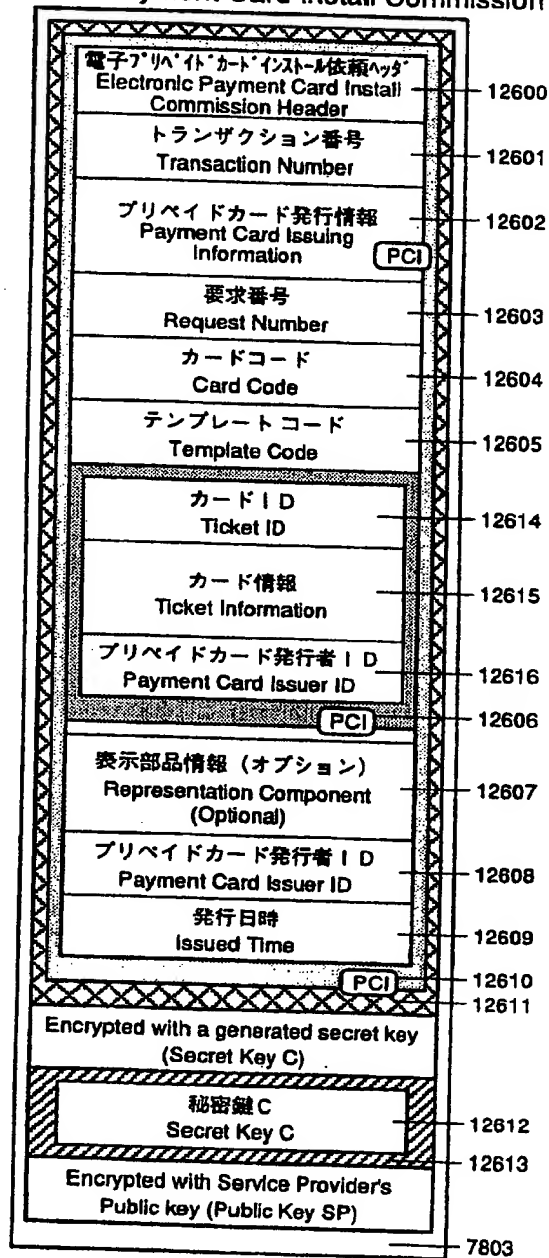 Payment Card Install Commission
電子プリペイドカードインストール依頼ヘッダ
Electronic Payment Card Install
Commission Header
12600
トランザクション番号
Transaction Number
12601
プリペイドカード発行情報
Payment Card Issuing
Information
PCI
12602
要求番号
Request Number
12603
カードコード
Card Code
12604
テンプレートコード
Template Code
12605
カードID
Ticket ID
12614
カード情報
Ticket Information
12615
プリペイドカード発行者ID
Payment Card Issuer ID
12616
PCI
12606
表示部品情報（オプション）
Representation Component
(Optional)
12607
プリペイドカード発行者ID
Payment Card Issuer ID
12608
発行日時
Issued Time
12609
PCI
12610
12611
Encrypted with a generated secret key
(Secret Key C)
秘密鍵C
Secret Key C
12612
12613
Encrypted with Service Provider's
Public key (Public Key SP)
7803